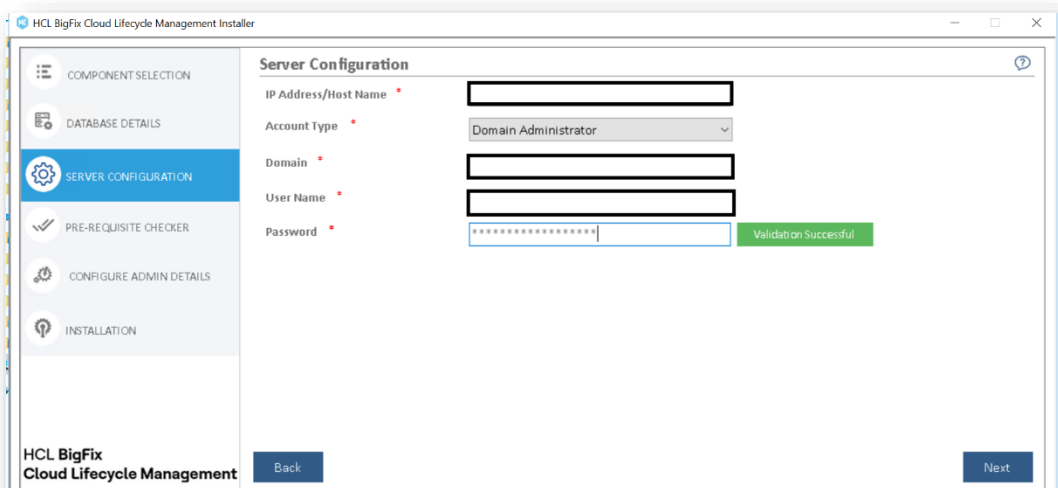 HCL BigFix Cloud Lifecycle Management Installer
COMPONENT SELECTION
DATABASE DETAILS
SERVER CONFIGURATION
PRE-REQUISITE CHECKER
CONFIGURE ADMIN DETAILS
INSTALLATION
HCL BigFix
Cloud Lifecycle Management
Server Configuration
IP Address/Host Name *
Account Type * Domain Administrator
Domain *
User Name *
Password * ****************** Validation Successful
Back Next